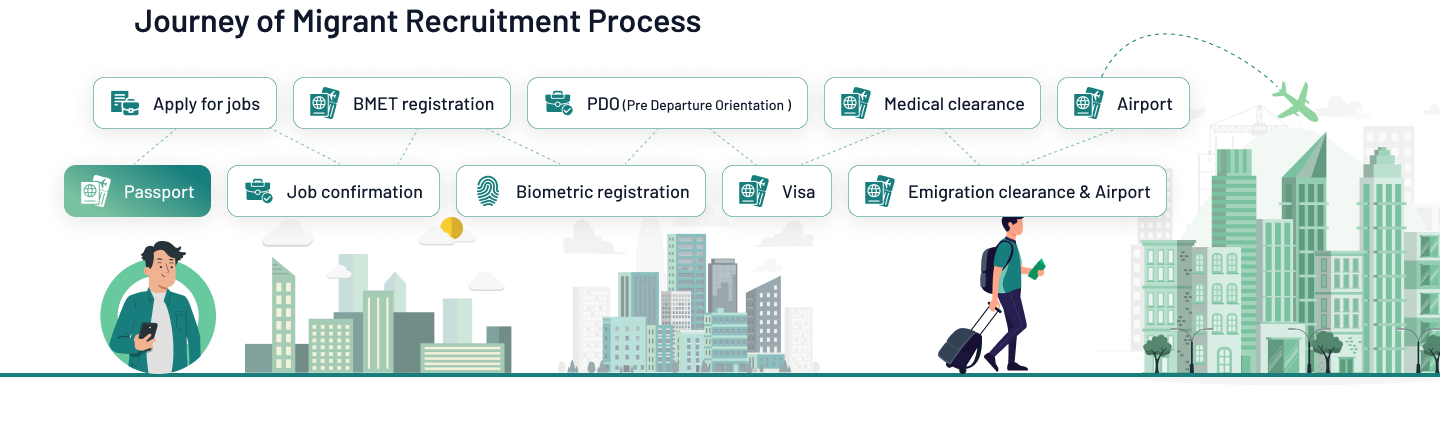 Journey of Migrant Recruitment Process
Apply for jobs
BMET registration
PDO (Pre Departure Orientation )
Medical clearance
Airport
Passport
Job confirmation
Biometric registration
Visa
Emigration clearance & Airport